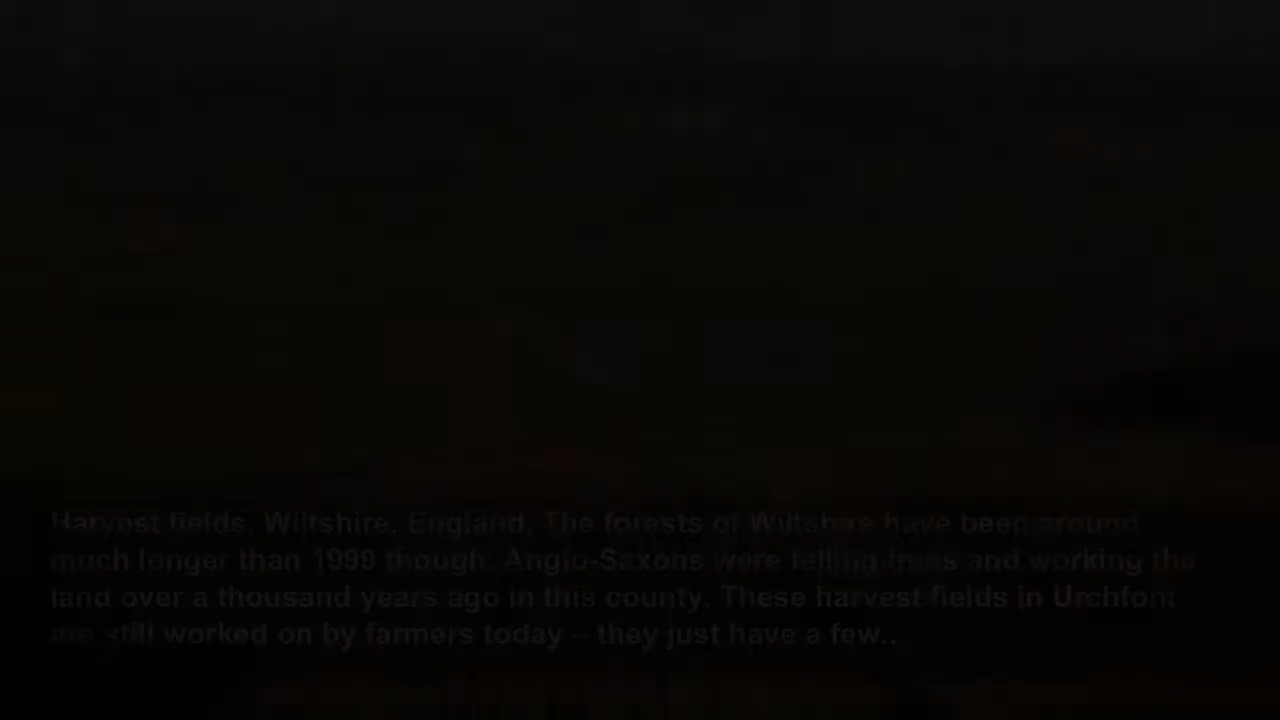 Harvest fields, Wiltshire, England. The forests of Wiltshire have been around
much longer than 1999 though. Anglo-Saxons were felling trees and working the
land over a thousand years ago in this county. These harvest fields in Urchfont
are still worked on by farmers today – they just have a few..